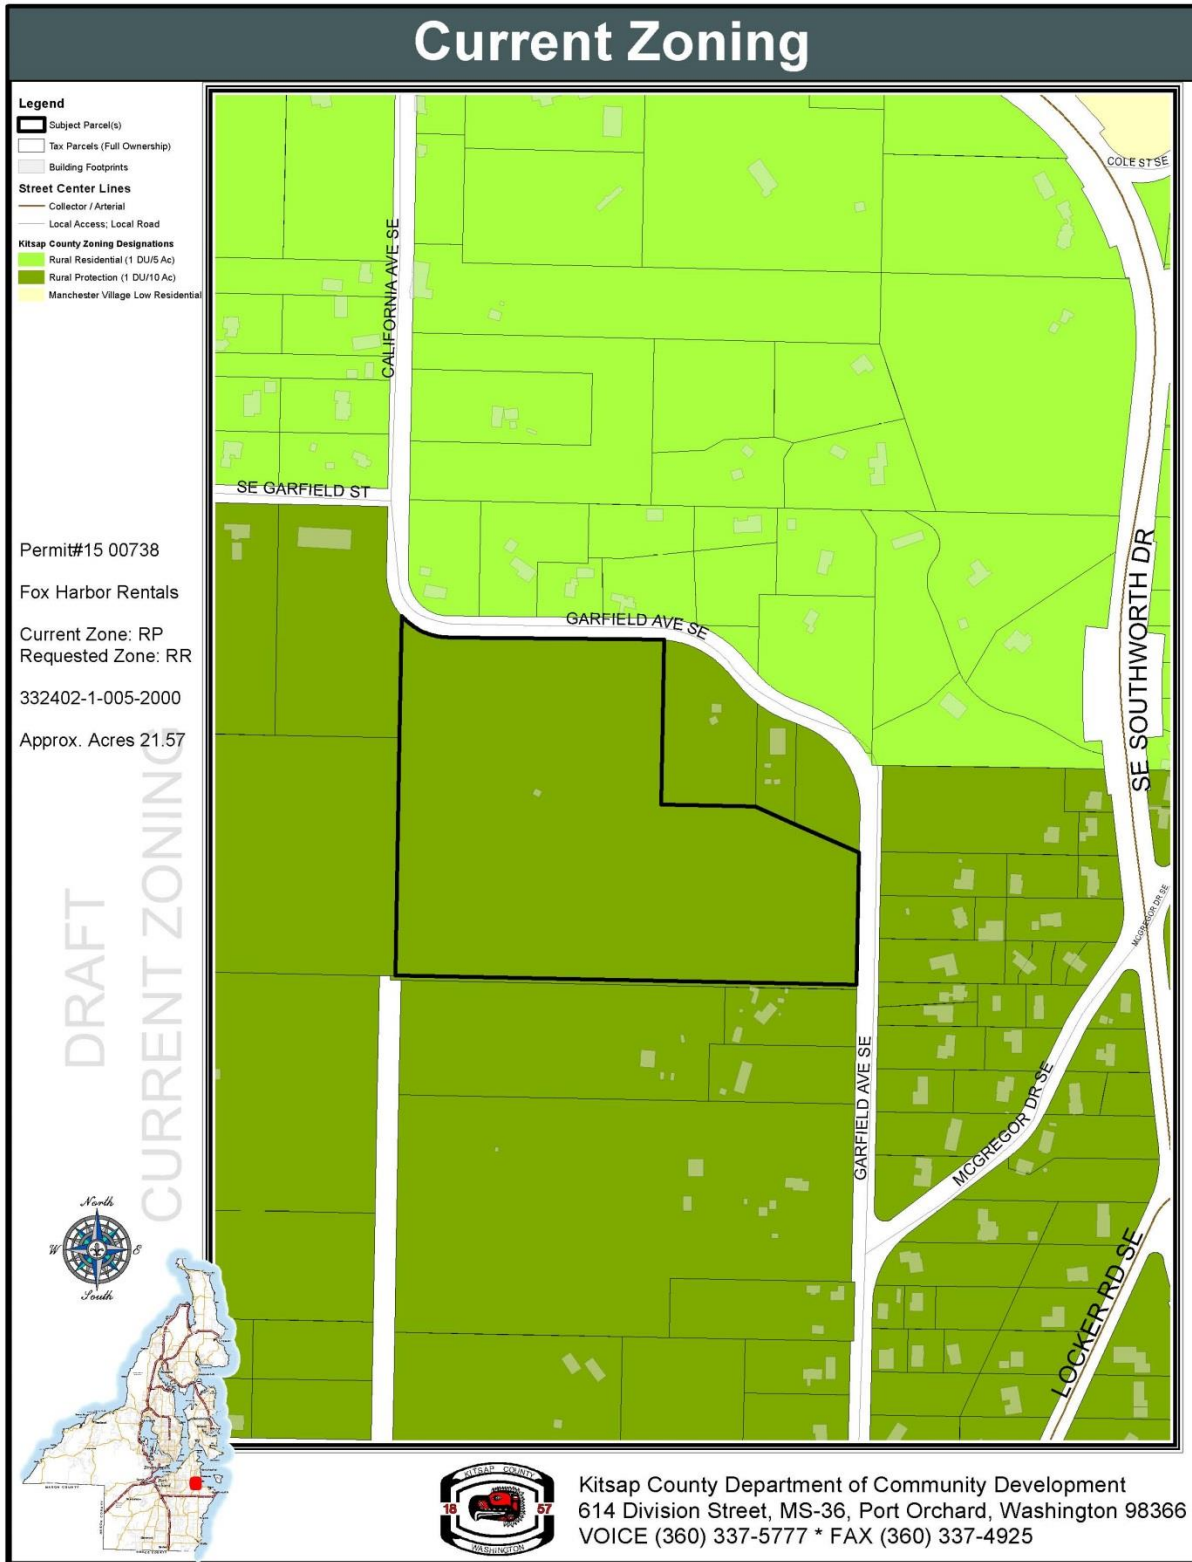 Current Zoning
Legend
Subject Parcel(s)
Tax Parcels (Full Ownership)
Building Footprints
Street Center Lines
Collector / Arterial
Local Access; Local Road
Kitsap County Zoning Designations
Rural Residential (1 DU/5 Ac)
Rural Protection (1 DU/10 Ac)
Manchester Village Low Residential
Permit#15 00738
Fox Harbor Rentals
Current Zone: RP
Requested Zone: RR
332402-1-005-2000
Approx. Acres 21.57
DRAFT
CURRENT ZONING
COLE ST SE
CALIFORNIA AVE SE
SE GARFIELD ST
GARFIELD AVE SE
SE SOUTHWORTH DR
MCGREGOR DR SE
GARFIELD AVE SE
MCGREGOR DR SE
LOCKER RD SE
North
W
E
South
KITSAP COUNTY
18 57
WASHINGTON
Kitsap County Department of Community Development
614 Division Street, MS-36, Port Orchard, Washington 98366
VOICE (360) 337-5777 * FAX (360) 337-4925